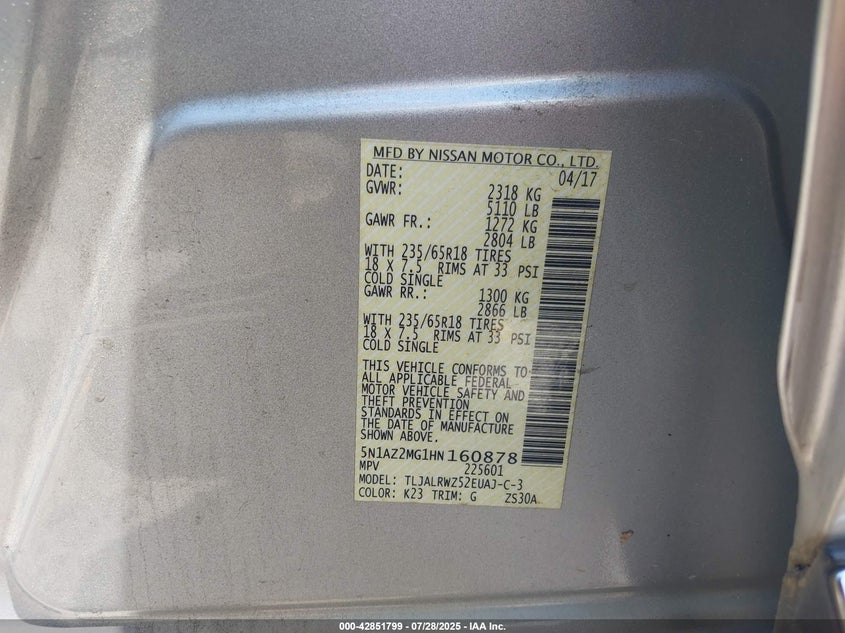 MFD BY NISSAN MOTOR CO., LTD.
DATE: 04/17
GVWR: 2318 KG
5110 LB
GAWR FR.: 1272 KG
2804 LB
WITH 235/65R18 TIRES
18 X 7.5 RIMS AT 33 PSI
COLD SINGLE
GAWR RR.: 1300 KG
2866 LB
WITH 235/65R18 TIRES
18 X 7.5 RIMS AT 33 PSI
COLD SINGLE
THIS VEHICLE CONFORMS TO
ALL APPLICABLE FEDERAL
MOTOR VEHICLE SAFETY AND
THEFT PREVENTION
STANDARDS IN EFFECT ON
THE DATE OF MANUFACTURE
SHOWN ABOVE.
5N1AZ2MG1HN160878
MPV 225601
MODEL: TLJALRWZ52EUAJ-C-3
COLOR: K23 TRIM: G ZS30A
000-42851799 - 07/28/2025 - IAA Inc.